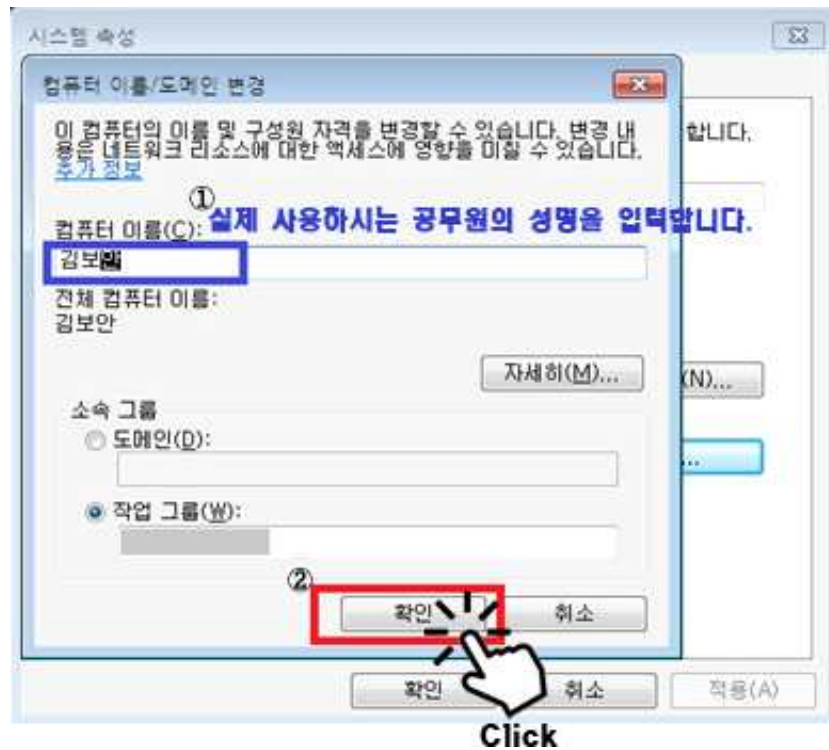 시스템 속성
컴퓨터 이름/도메인 변경
이 컴퓨터의 이름 및 구성원 자격을 변경할 수 있습니다. 변경 내
용은 네트워크 리소스에 대한 액세스에 영향을 미칠 수 있습니다.
추가 정보
합니다.
①
컴퓨터 이름(C): 실제 사용하시는 공무원의 성명을 입력합니다.
김보안
전체 컴퓨터 이름:
김보안
자세히(M)...
(N)...
소속 그룹
도메인(D):
...
작업 그룹(W):
②
확인 취소
확인 취소 적용(A)
Click